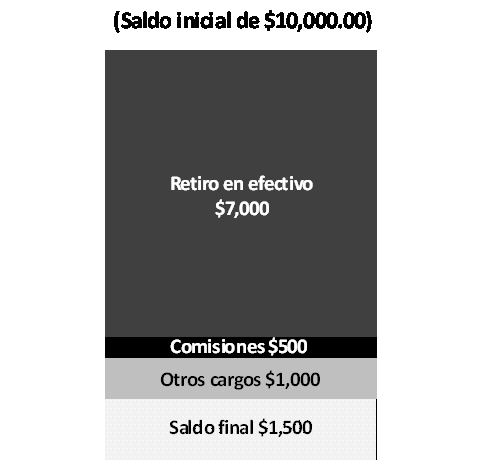 (Saldo inicial de $10,000.00)
Retiro en efectivo
$7,000
Comisiones $500
Otros cargos $1,000
Saldo final $1,500